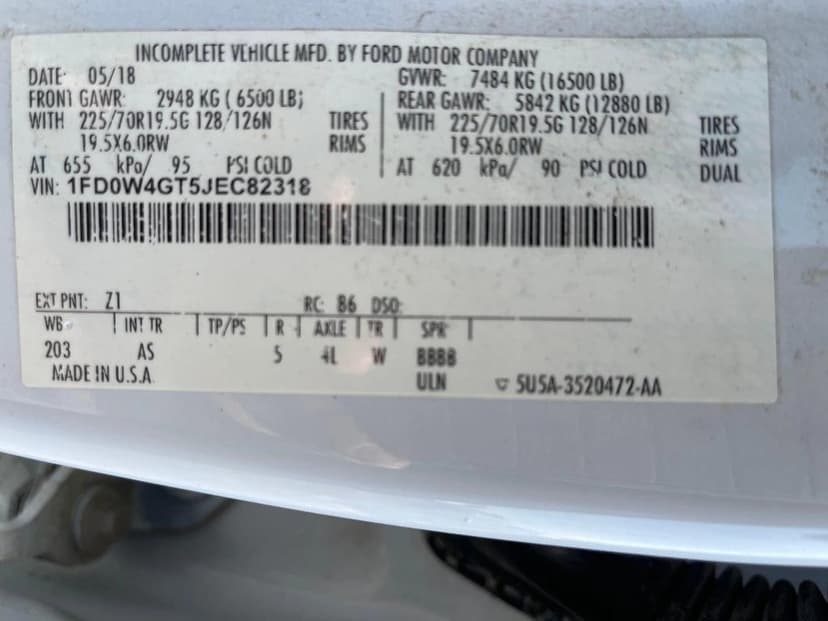 INCOMPLETE VEHICLE MFD. BY FORD MOTOR COMPANY
DATE: 05/18 GVWR: 7484 KG (16500 LB)
FRONT GAWR: 2948 KG ( 6500 LB) REAR GAWR: 5842 KG (12880 LB)
WITH 225/70R19.5G 128/126N TIRES WITH 225/70R19.5G 128/126N TIRES
19.5X6.0RW RIMS 19.5X6.0RW RIMS
AT 655 kPa/ 95 PSI COLD AT 620 kPa/ 90 PSI COLD DUAL
VIN: 1FD0W4GT5JEC82318
EXT PNT: Z1 RC: 86 DSO:
WB INT TR TP/PS R AXLE TR SPR
203 AS 5 4L W BBBB
MADE IN U.S.A. ULN 5U5A-3520472-AA